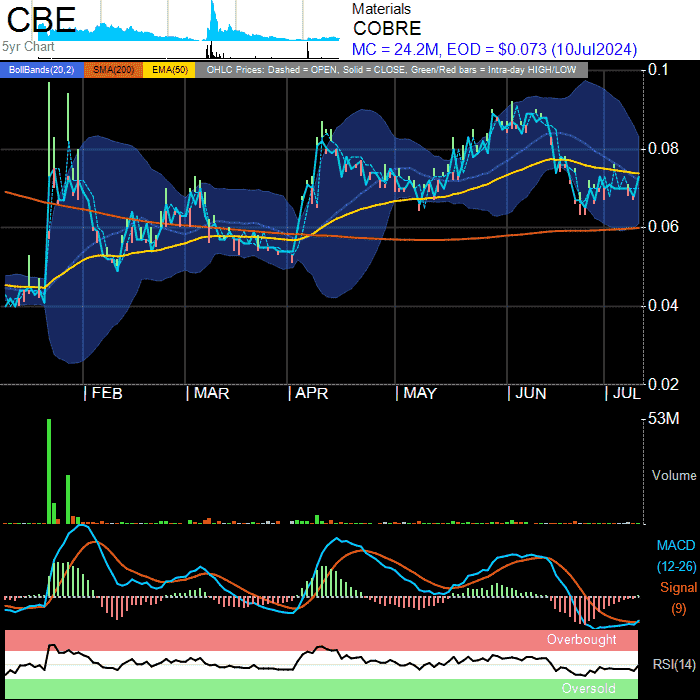 CBE
5yr Chart
Materials
COBRE
MC = 24.2M, EOD = $0.073 (10Jul2024)
BollBands(20,2) SMA(200) EMA(50) OHLC Prices: Dashed = OPEN, Solid = CLOSE, Green/Red bars = Intra-day HIGH/LOW
0.1
0.08
0.06
0.04
0.02
FEB MAR APR MAY JUN JUL
53M
Volume
MACD
(12-26)
Signal
(9)
Overbought
RSI(14)
Oversold